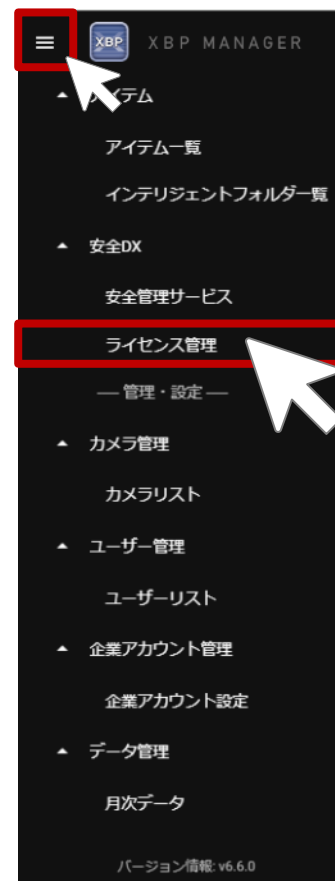 XBP XBP MANAGER
アイテム
アイテム一覧
インテリジェントフォルダ一覧
安全DX
安全管理サービス
ライセンス管理
── 管理・設定 ──
カメラ管理
カメラリスト
ユーザー管理
ユーザーリスト
企業アカウント管理
企業アカウント設定
データ管理
月次データ
バージョン情報: v6.6.0